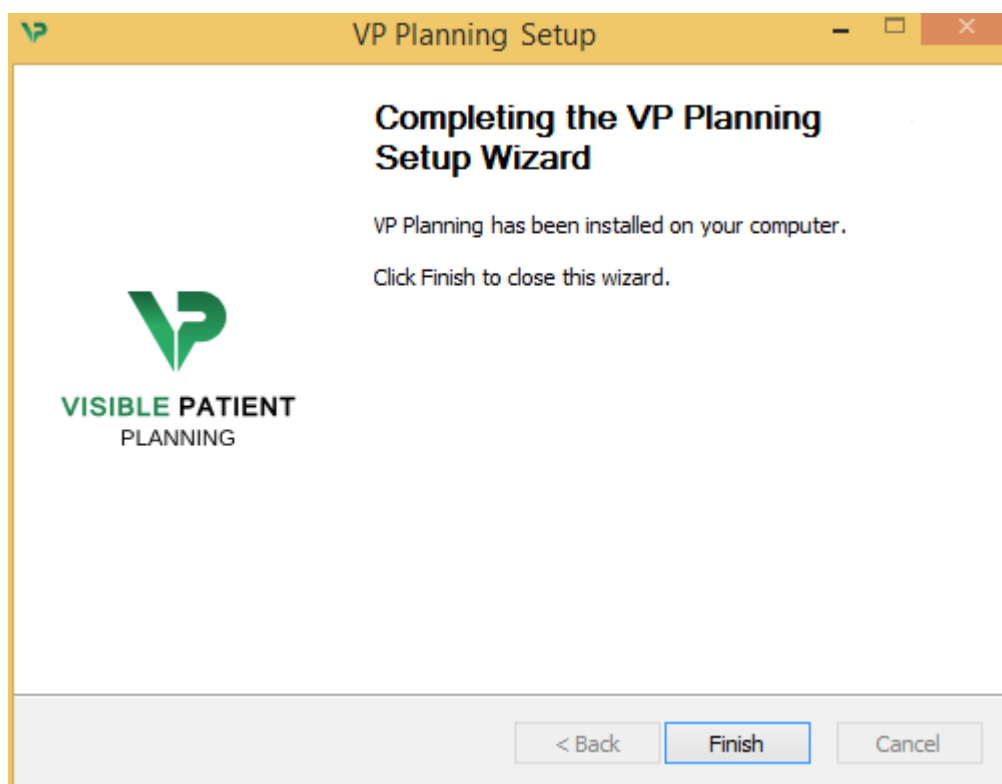 VP Planning Setup
Completing the VP Planning
Setup Wizard
VP Planning has been installed on your computer.
Click Finish to close this wizard.
VP
VISIBLE PATIENT
PLANNING
< Back
Finish
Cancel